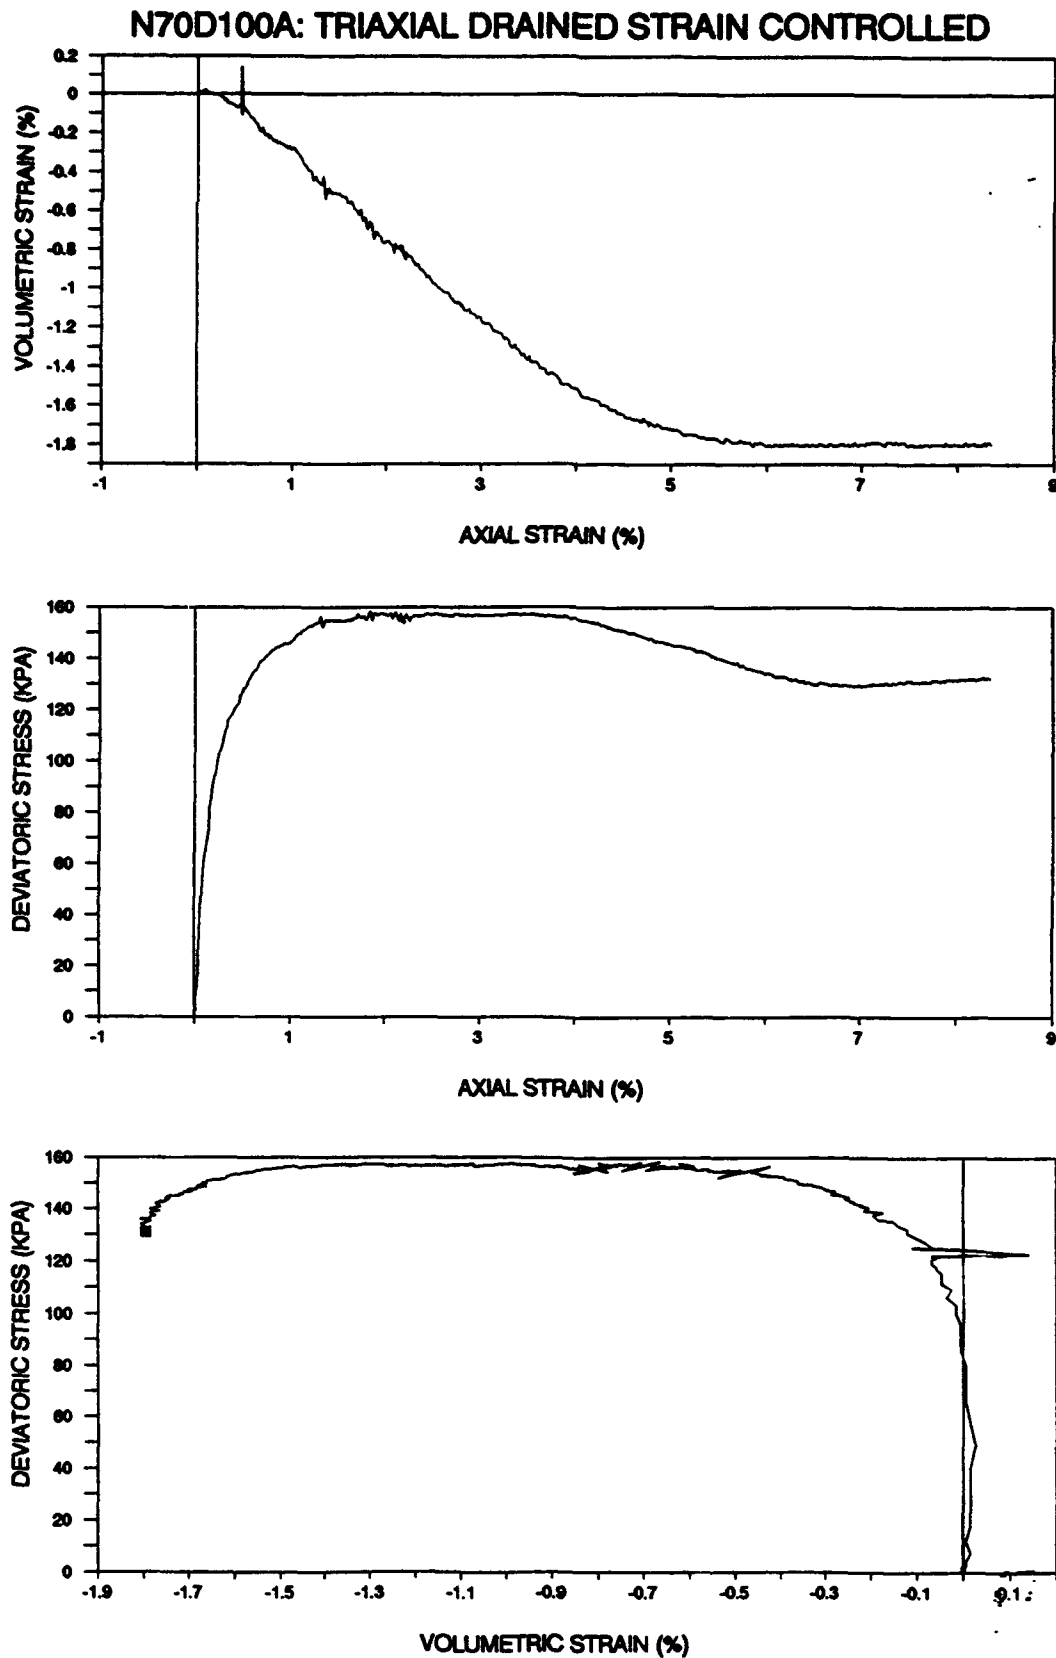 N70D100A: TRIAXIAL DRAINED STRAIN CONTROLLED
0.2
0
-0.2
-0.4
-0.6
-0.8
-1
-1.2
-1.4
-1.6
-1.8
VOLUMETRIC STRAIN (%)
-1 1 3 5 7 9
AXIAL STRAIN (%)
160
140
120
100
80
60
40
20
0
DEVIATORIC STRESS (KPA)
-1 1 3 5 7 9
AXIAL STRAIN (%)
160
140
120
100
80
60
40
20
0
DEVIATORIC STRESS (KPA)
-1.9 -1.7 -1.5 -1.3 -1.1 -0.9 -0.7 -0.5 -0.3 -0.1
VOLUMETRIC STRAIN (%)